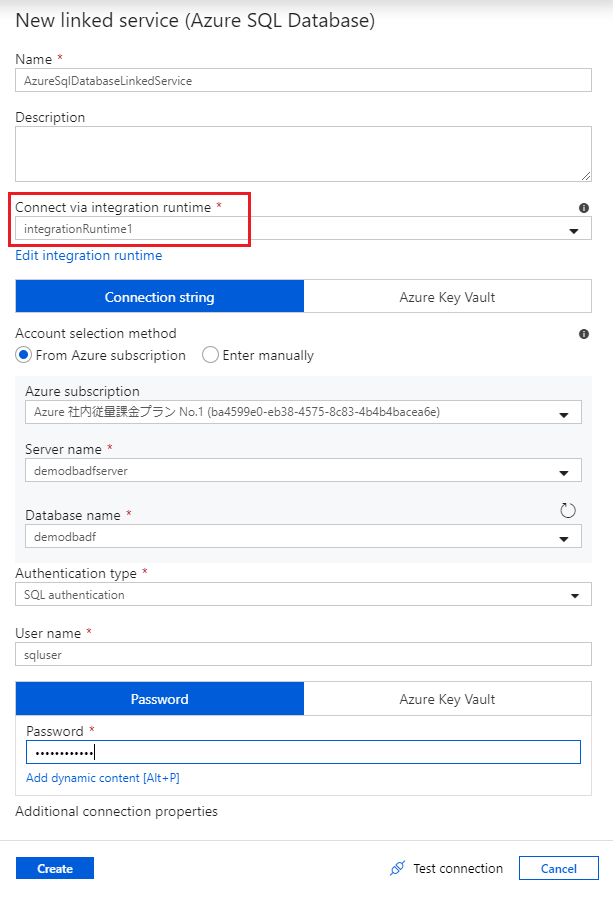 New linked service (Azure SQL Database)
Name *
AzureSqlDatabaseLinkedService
Description
Connect via integration runtime *
integrationRuntime1
Edit integration runtime
Connection string
Azure Key Vault
Account selection method
From Azure subscription
Enter manually
Azure subscription
Azure 社内従量課金プラン No.1 (ba4599e0-eb38-4575-8c83-4b4b4bacea6e)
Server name *
demodbadfserver
Database name *
demodbadf
Authentication type *
SQL authentication
User name *
sqluser
Password
Azure Key Vault
Password *
••••••••••••
Add dynamic content [Alt+P]
Additional connection properties
Create
Test connection
Cancel